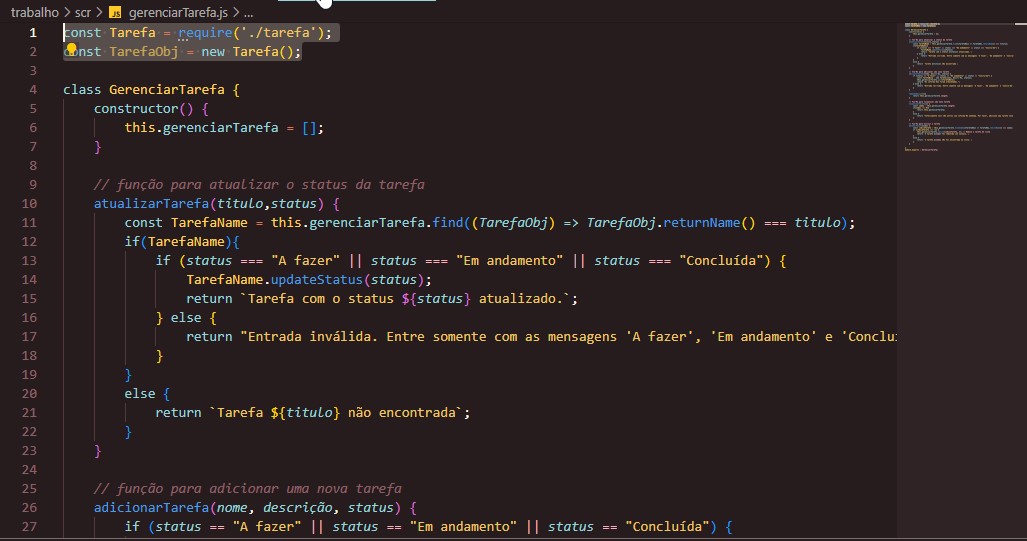 trabalho > scr > JS gerenciarTarefa.js > ...
1 const Tarefa = require('./tarefa');
2 const TarefaObj = new Tarefa();
3
4 class GerenciarTarefa {
5 constructor() {
6 this.gerenciarTarefa = [];
7 }
8
9 // função para atualizar o status da tarefa
10 atualizarTarefa(titulo,status) {
11 const TarefaName = this.gerenciarTarefa.find((TarefaObj) => TarefaObj.returnName() === titulo);
12 if(TarefaName){
13 if (status === "A fazer" || status === "Em andamento" || status === "Concluída") {
14 TarefaName.updateStatus(status);
15 return `Tarefa com o status ${status} atualizado.`;
16 } else {
17 return "Entrada inválida. Entre somente com as mensagens 'A fazer', 'Em andamento' e 'Conclu
18 }
19 }
20 else {
21 return `Tarefa ${titulo} não encontrada`;
22 }
23 }
24
25 // função para adicionar uma nova tarefa
26 adicionarTarefa(nome, descrição, status) {
27 if (status == "A fazer" || status == "Em andamento" || status == "Concluída") {